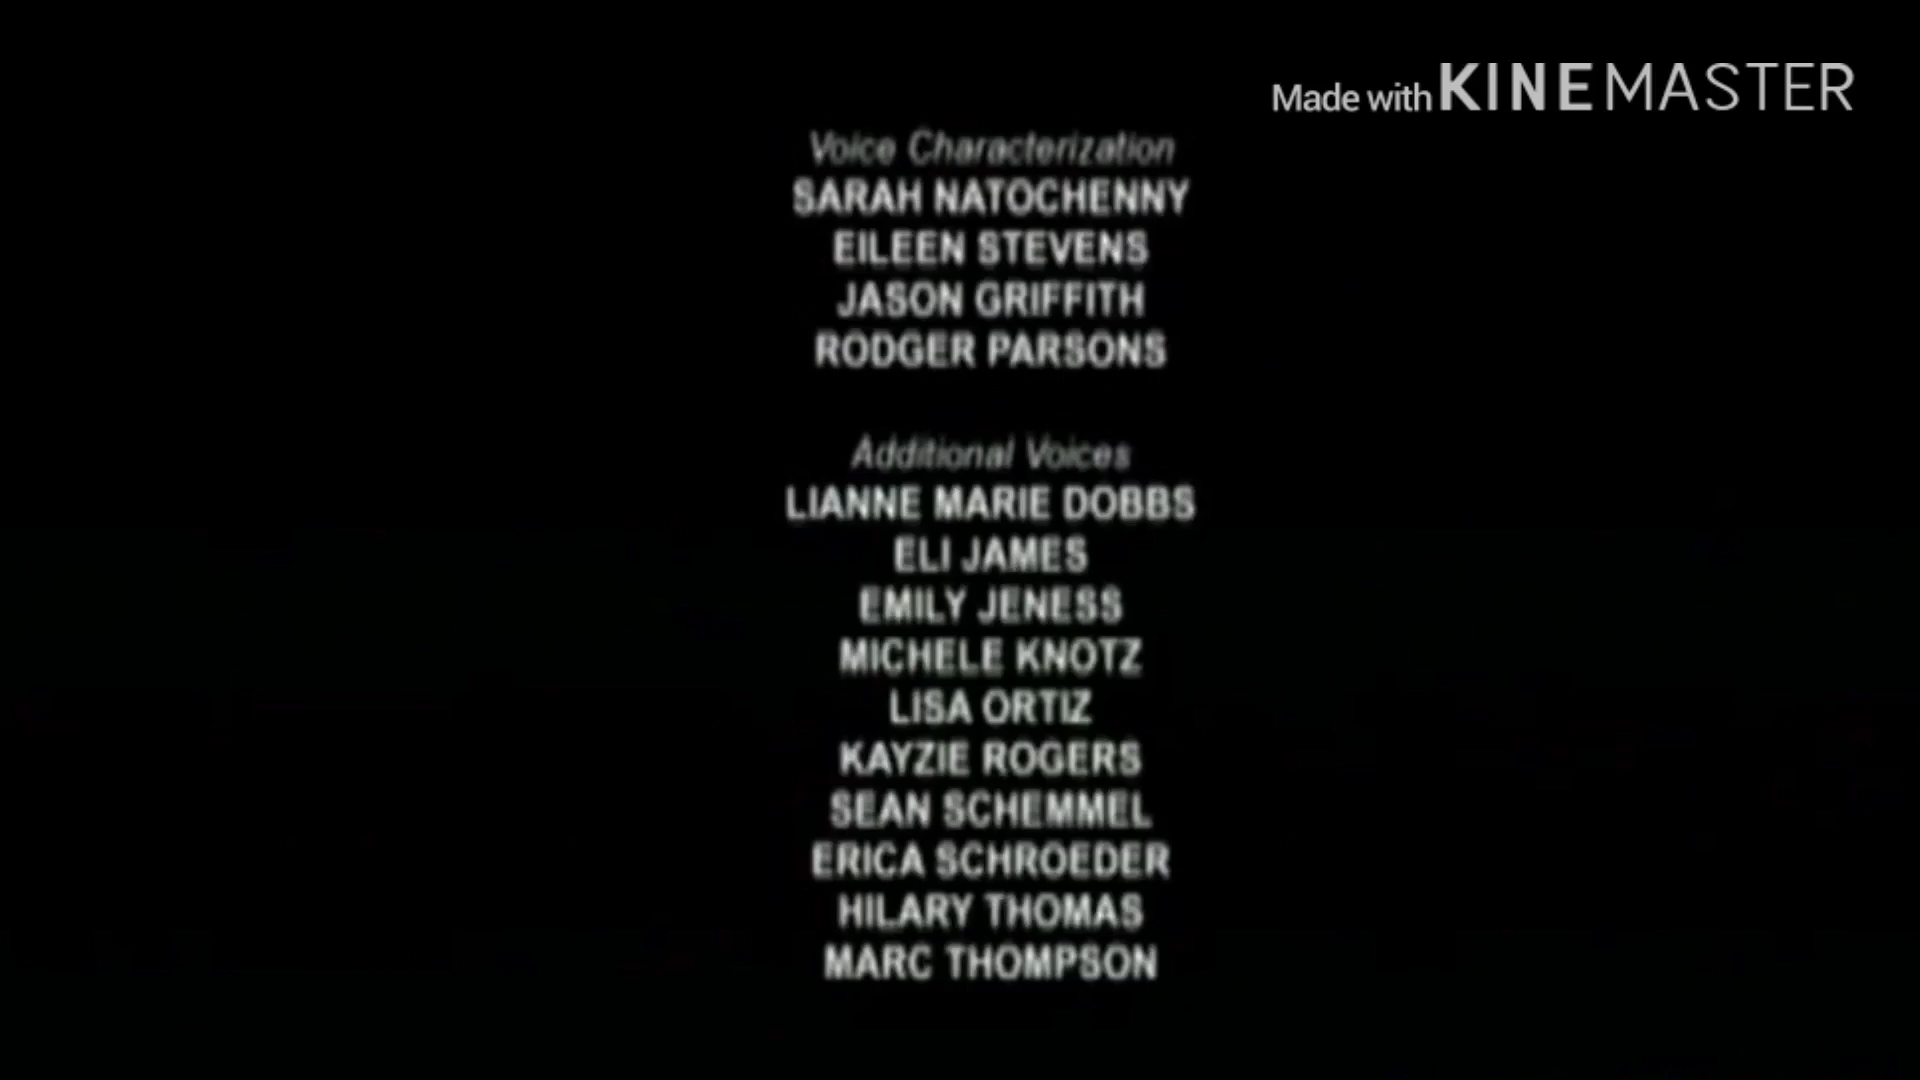 Made with KINEMASTER
Voice Characterization
SARAH NATOCHENNY
EILEEN STEVENS
JASON GRIFFITH
RODGER PARSONS
Additional Voices
LIANNE MARIE DOBBS
ELI JAMES
EMILY JENESS
MICHELE KNOTZ
LISA ORTIZ
KAYZIE ROGERS
SEAN SCHEMMEL
ERICA SCHROEDER
HILARY THOMAS
MARC THOMPSON